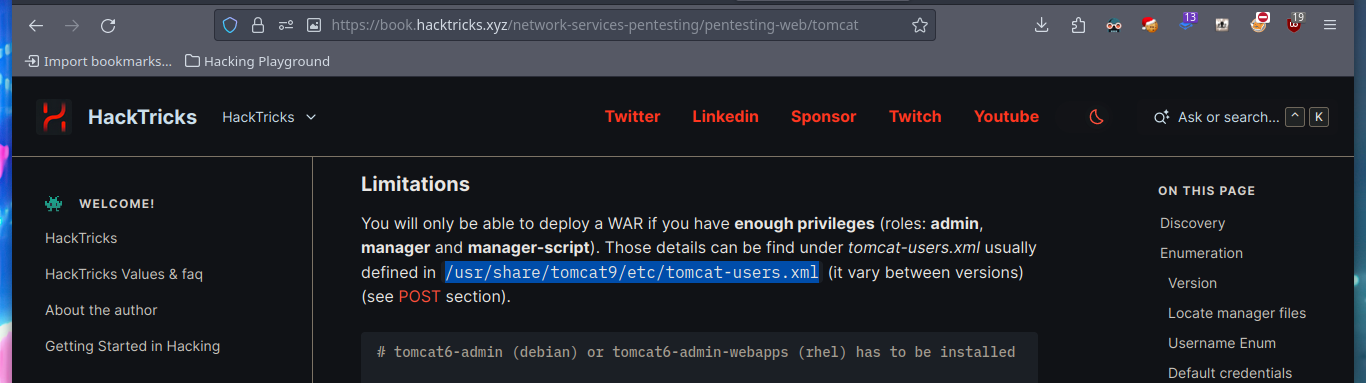 https://book.hacktricks.xyz/network-services-pentesting/pentesting-web/tomcat
13
19
Import bookmarks...
Hacking Playground
HackTricks
HackTricks
Twitter
Linkedin
Sponsor
Twitch
Youtube
Ask or search...
^
K
WELCOME!
HackTricks
HackTricks Values & faq
About the author
Getting Started in Hacking
Limitations
You will only be able to deploy a WAR if you have enough privileges (roles: admin,
manager and manager-script). Those details can be find under tomcat-users.xml usually
defined in /usr/share/tomcat9/etc/tomcat-users.xml (it vary between versions)
(see POST section).
# tomcat6-admin (debian) or tomcat6-admin-webapps (rhel) has to be installed
ON THIS PAGE
Discovery
Enumeration
Version
Locate manager files
Username Enum
Default credentials